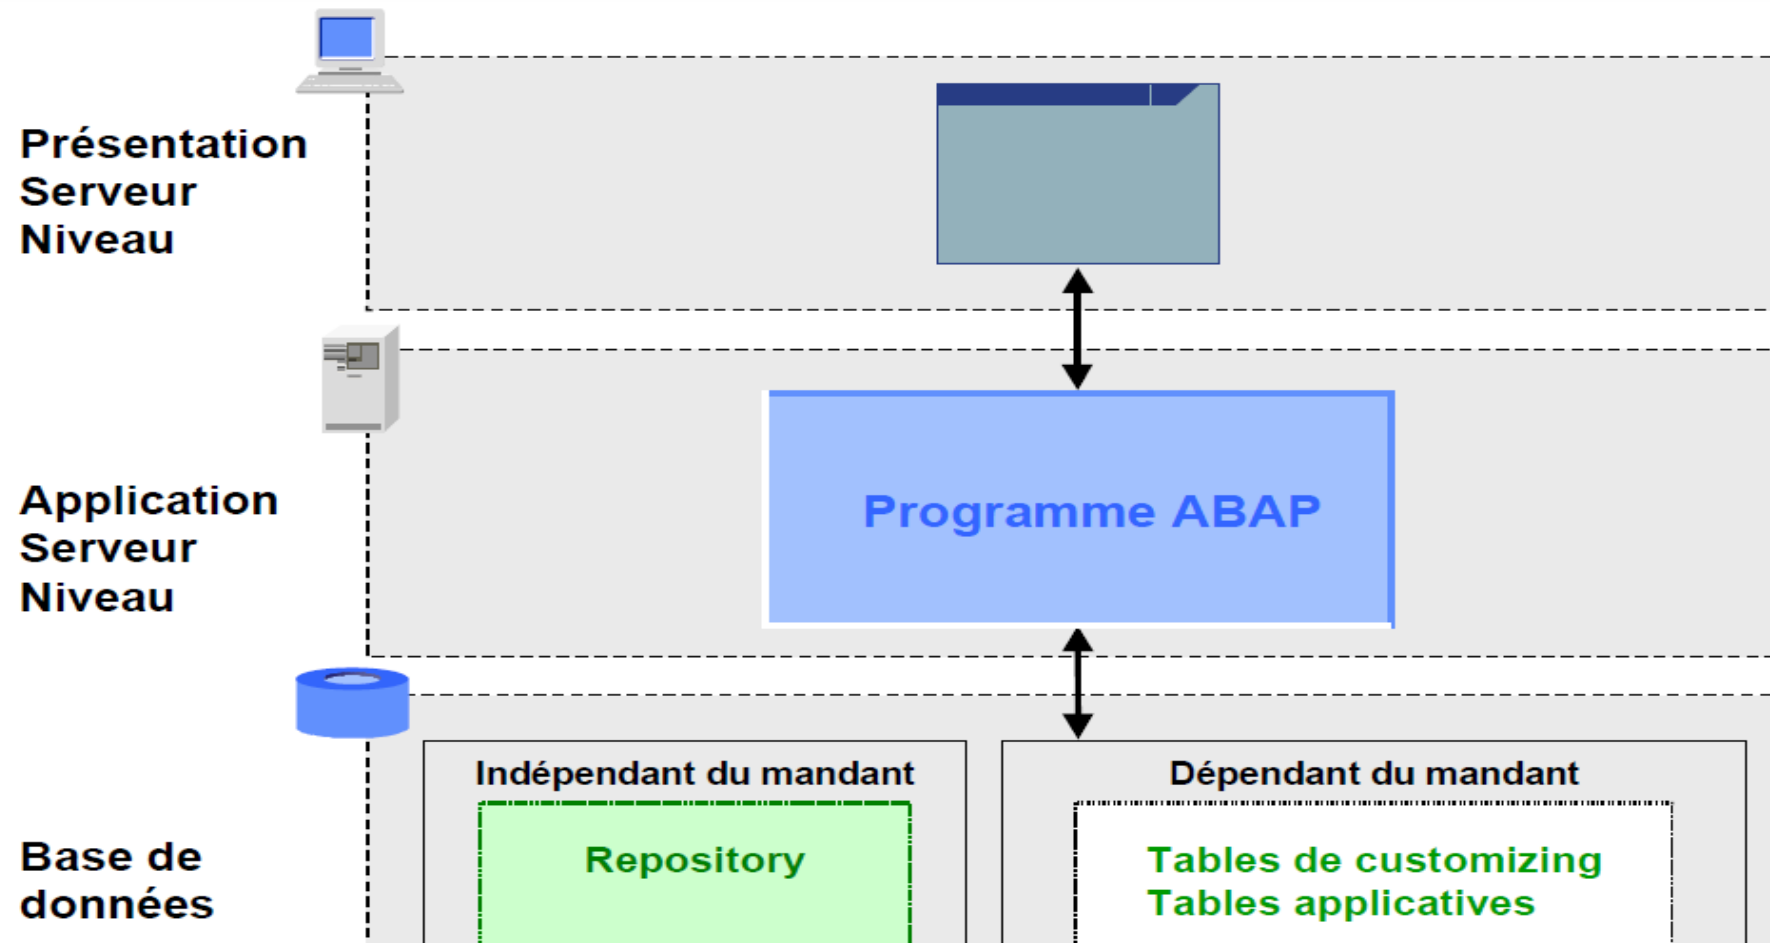 Présentation
Serveur
Niveau
Application
Serveur
Niveau
Programme ABAP
Base de
données
Indépendant du mandant
Repository
Dépendant du mandant
Tables de customizing
Tables applicatives